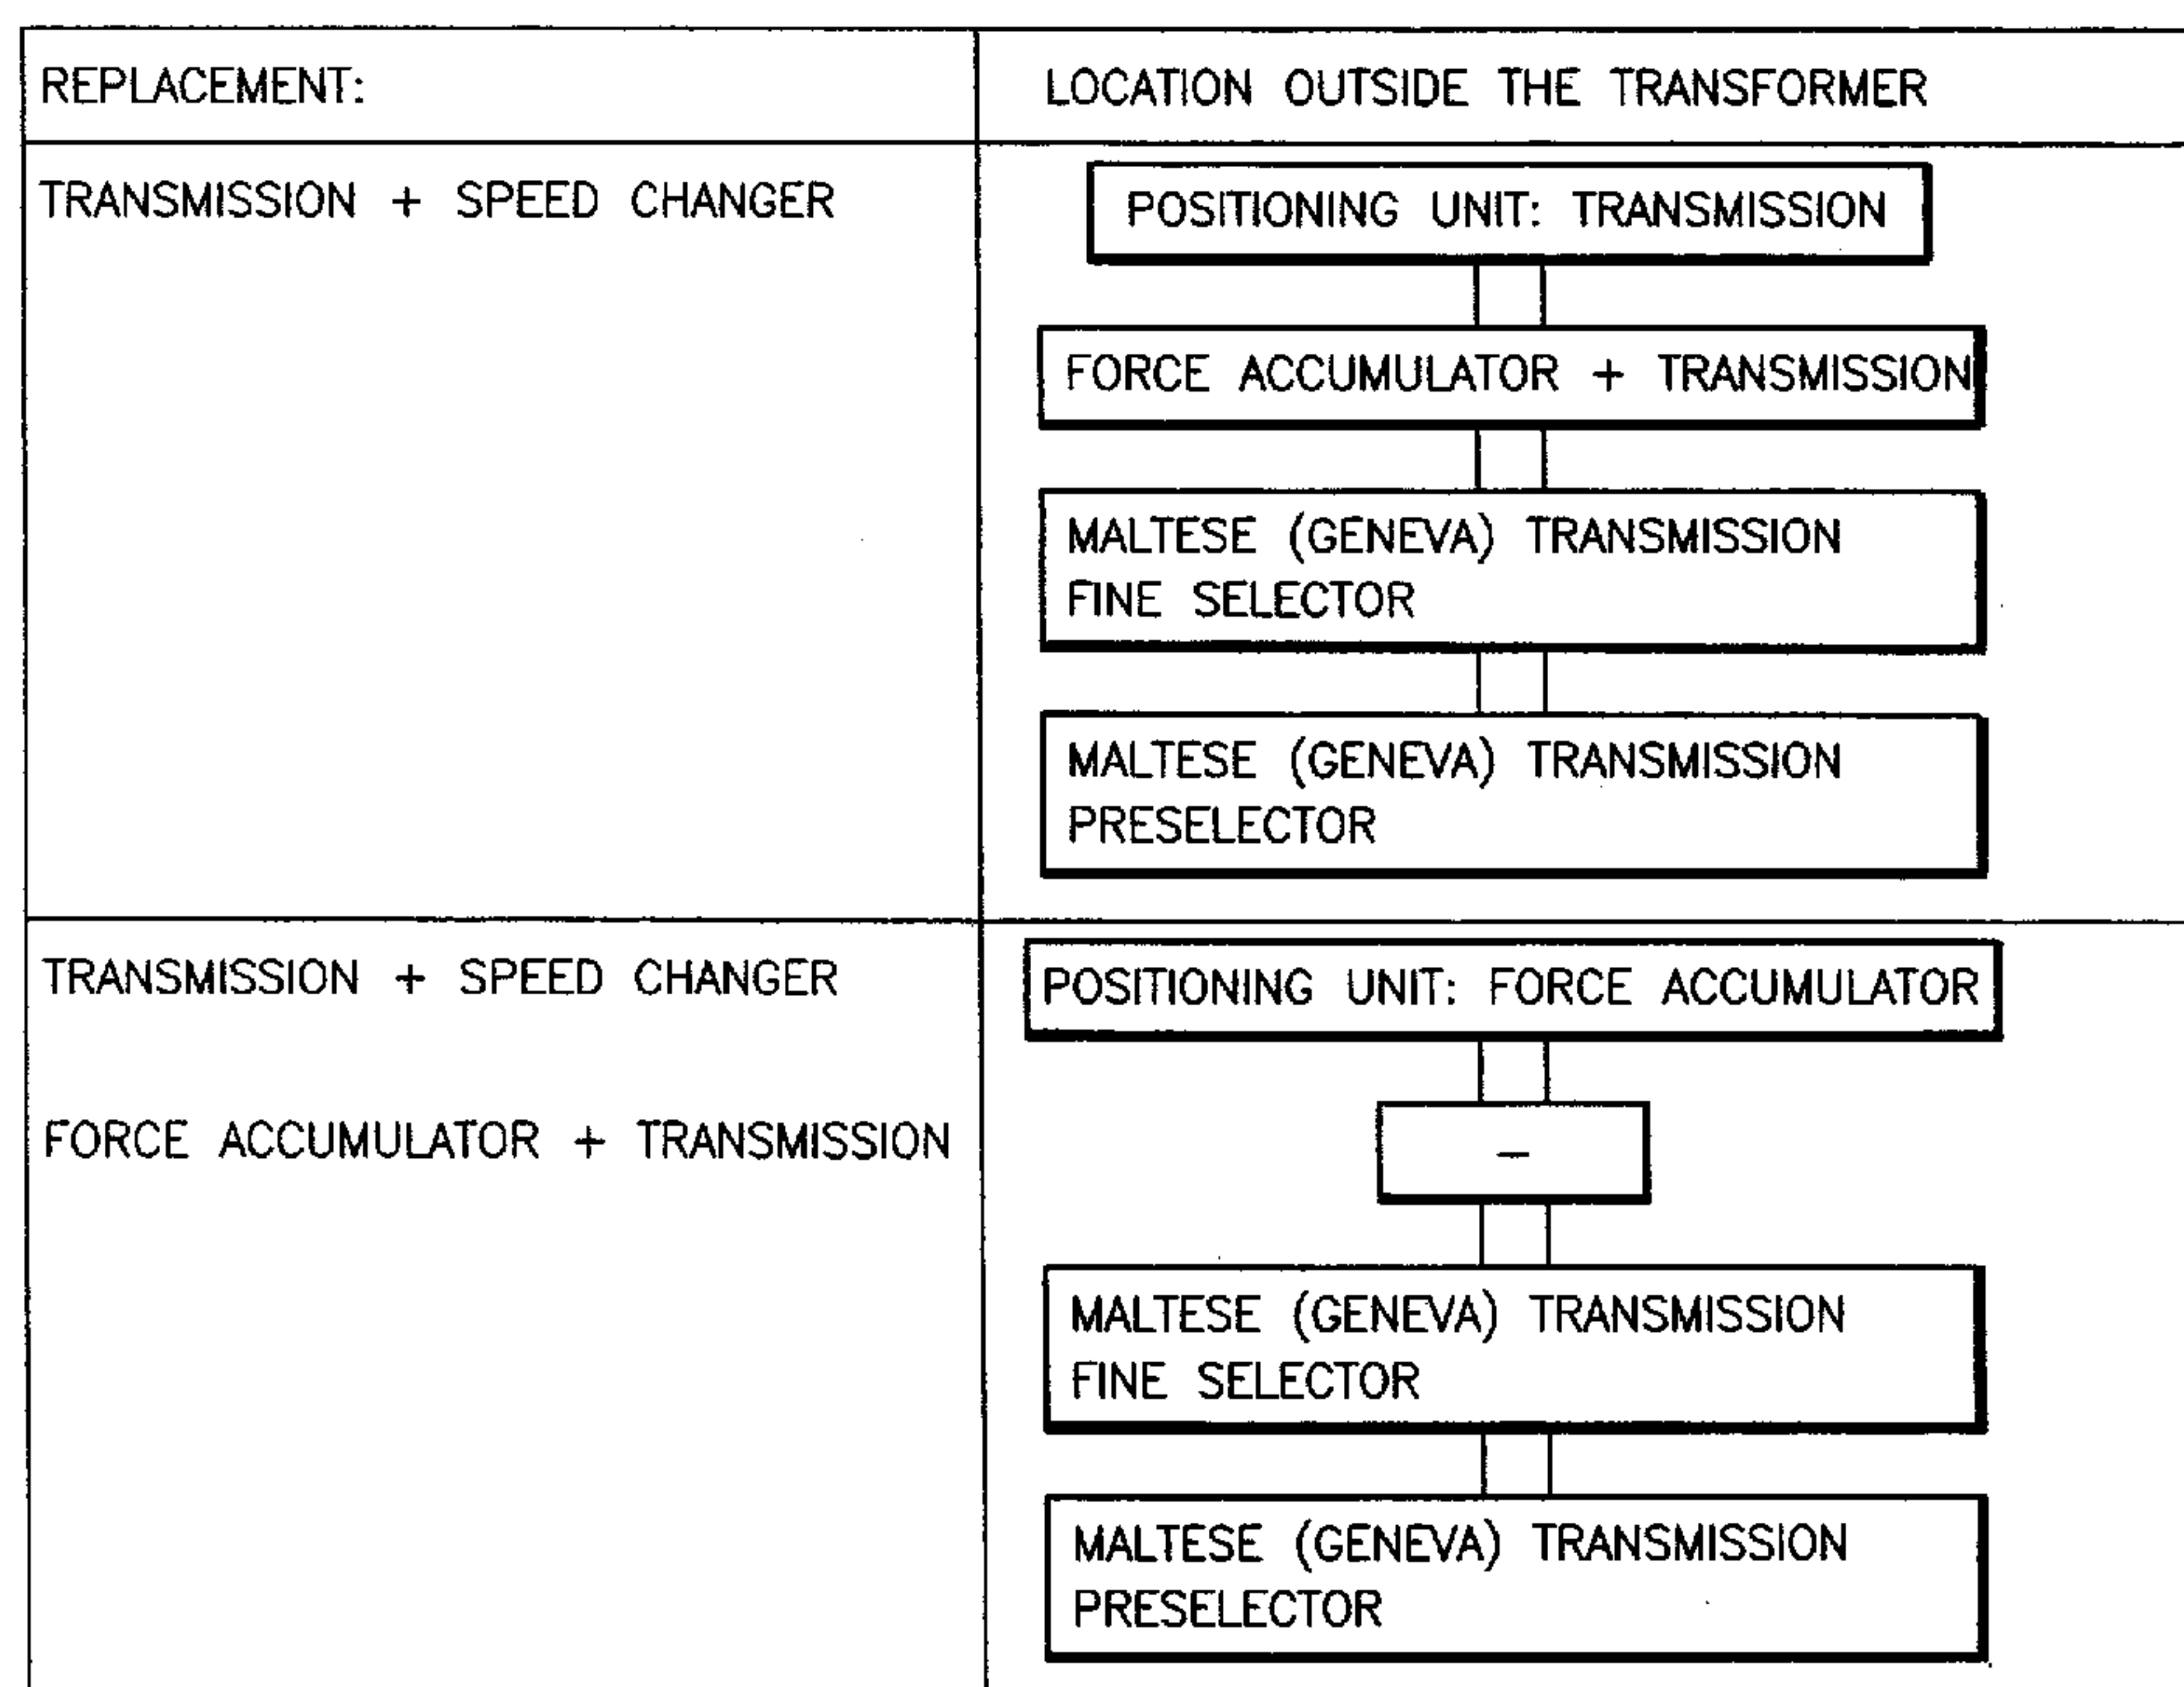 REPLACEMENT:
LOCATION OUTSIDE THE TRANSFORMER
TRANSMISSION + SPEED CHANGER
POSITIONING UNIT: TRANSMISSION
FORCE ACCUMULATOR + TRANSMISSION
MALTESE (GENEVA) TRANSMISSION
FINE SELECTOR
MALTESE (GENEVA) TRANSMISSION
PRESELECTOR
TRANSMISSION + SPEED CHANGER
FORCE ACCUMULATOR + TRANSMISSION
POSITIONING UNIT: FORCE ACCUMULATOR
–
MALTESE (GENEVA) TRANSMISSION
FINE SELECTOR
MALTESE (GENEVA) TRANSMISSION
PRESELECTOR